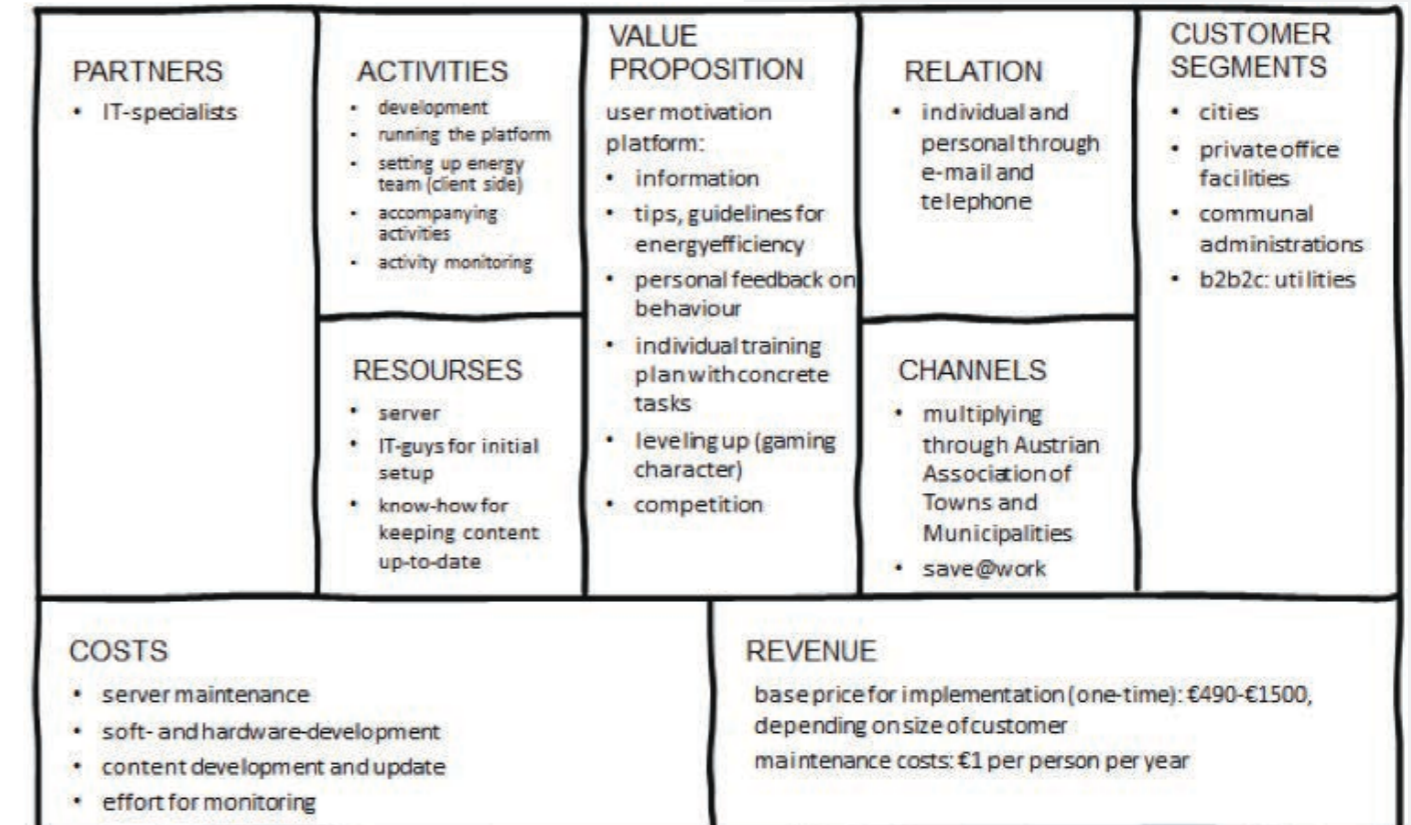 PARTNERS
• IT-specialists
ACTIVITIES
• development
• running the platform
• setting up energy
team (client side)
• accompanying
activities
• activity monitoring
RESOURSES
• server
• IT-guys for initial
setup
• know-how for
keeping content
up-to-date
VALUE
PROPOSITION
user motivation
platform:
• information
• tips, guidelines for
energyefficiency
• personal feedback on
behaviour
• individual training
plan with concrete
tasks
• leveling up (gaming
character)
• competition
RELATION
• individual and
personal through
e-mail and
telephone
CHANNELS
• multiplying
through Austrian
Association of
Towns and
Municipalities
• save@work
CUSTOMER
SEGMENTS
• cities
• private office
facilities
• communal
administrations
• b2b2c: utilities
COSTS
• server maintenance
• soft- and hardware-development
• content development and update
• effort for monitoring
REVENUE
base price for implementation (one-time): €490-€1500,
depending on size of customer
maintenance costs: €1 per person per year